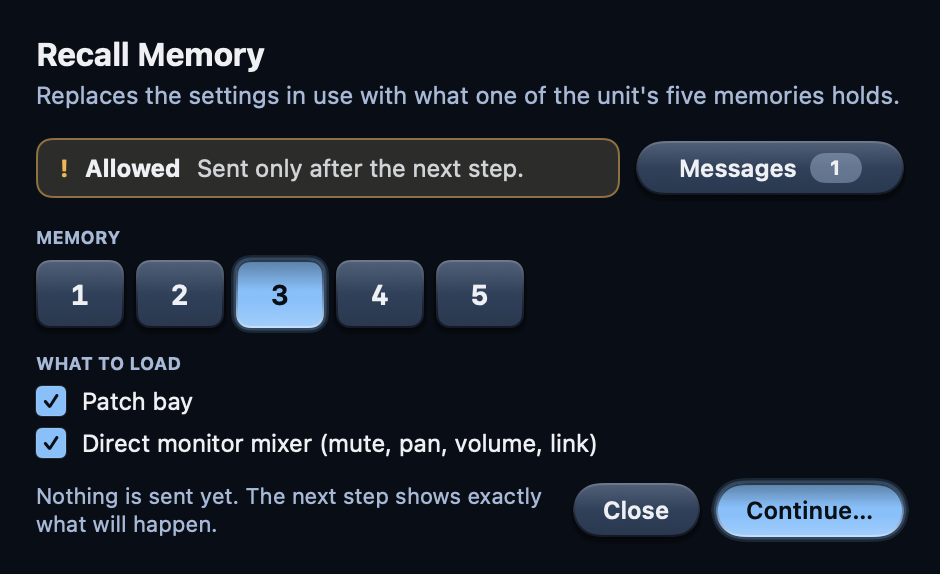 Recall Memory
Replaces the settings in use with what one of the unit's five memories holds.
! Allowed Sent only after the next step.
Messages 1
MEMORY
1 2 3 4 5
WHAT TO LOAD
Patch bay
Direct monitor mixer (mute, pan, volume, link)
Nothing is sent yet. The next step shows exactly
what will happen.
Close Continue...